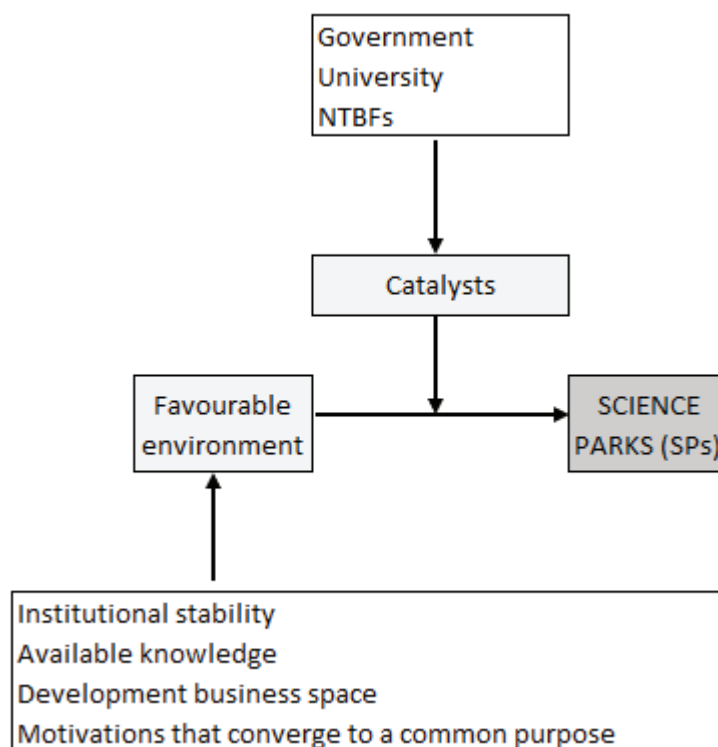 Government
University
NTBFs
Catalysts
Favourable
environment
SCIENCE
PARKS (SPs)
Institutional stability
Available knowledge
Development business space
Motivations that converge to a common purpose